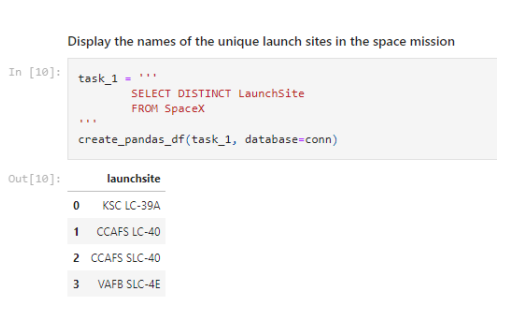 Display the names of the unique launch sites in the space mission
In [10]:
task_1 = '''
SELECT DISTINCT LaunchSite
FROM SpaceX
'''
create_pandas_df(task_1, database=conn)
Out[10]:
launchsite
0 KSC LC-39A
1 CCAFS LC-40
2 CCAFS SLC-40
3 VAFB SLC-4E